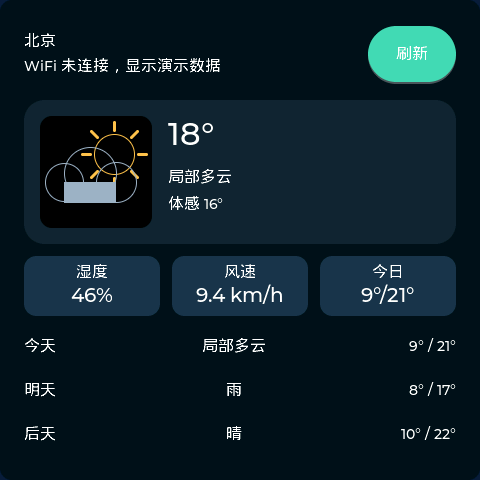 北京
WiFi 未连接，显示演示数据
刷新
18°
局部多云
体感 16°
湿度
46%
风速
9.4 km/h
今日
9°/21°
今天 局部多云 9° / 21°
明天 雨 8° / 17°
后天 晴 10° / 22°